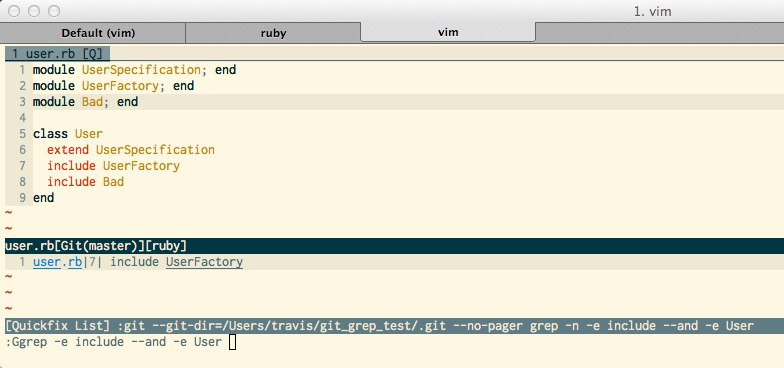 1. vim
Default (vim) ruby vim
1 user.rb [Q]
1 module UserSpecification; end
2 module UserFactory; end
3 module Bad; end
4
5 class User
6   extend UserSpecification
7   include UserFactory
8   include Bad
9 end
~
~
user.rb[Git(master)][ruby]
1 user.rb|7| include UserFactory
~
~
~
[Quickfix List] :git --git-dir=/Users/travis/git_grep_test/.git --no-pager grep -n -e include --and -e User
:Ggrep -e include --and -e User